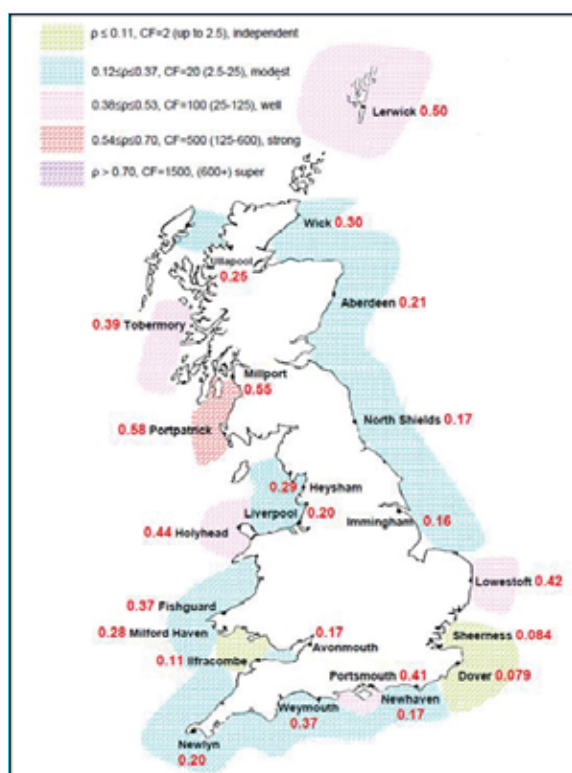 ρ ≤ 0.11, CF=2 (up to 2.5), independent
0.12≤ρ≤0.37, CF=20 (2.5-25), modest
0.38≤ρ≤0.53, CF=100 (25-125), well
0.54≤ρ≤0.70, CF=500 (125-600), strong
ρ > 0.70, CF=1500, (600+) super
Lerwick 0.50
Wick 0.30
Ullapool
0.25
Aberdeen 0.21
0.39 Tobermory
Millport
0.55
0.58 Portpatrick
North Shields 0.17
0.29 Heysham
Liverpool 0.20
Immingham 0.16
0.44 Holyhead
Lowestoft 0.42
0.37 Fishguard
0.28 Milford Haven
0.17
Avonmouth
Sheerness 0.084
0.11 Ilfracombe
Portsmouth 0.41
Dover 0.079
Weymouth
0.37
Newhaven
0.17
Newlyn
0.20